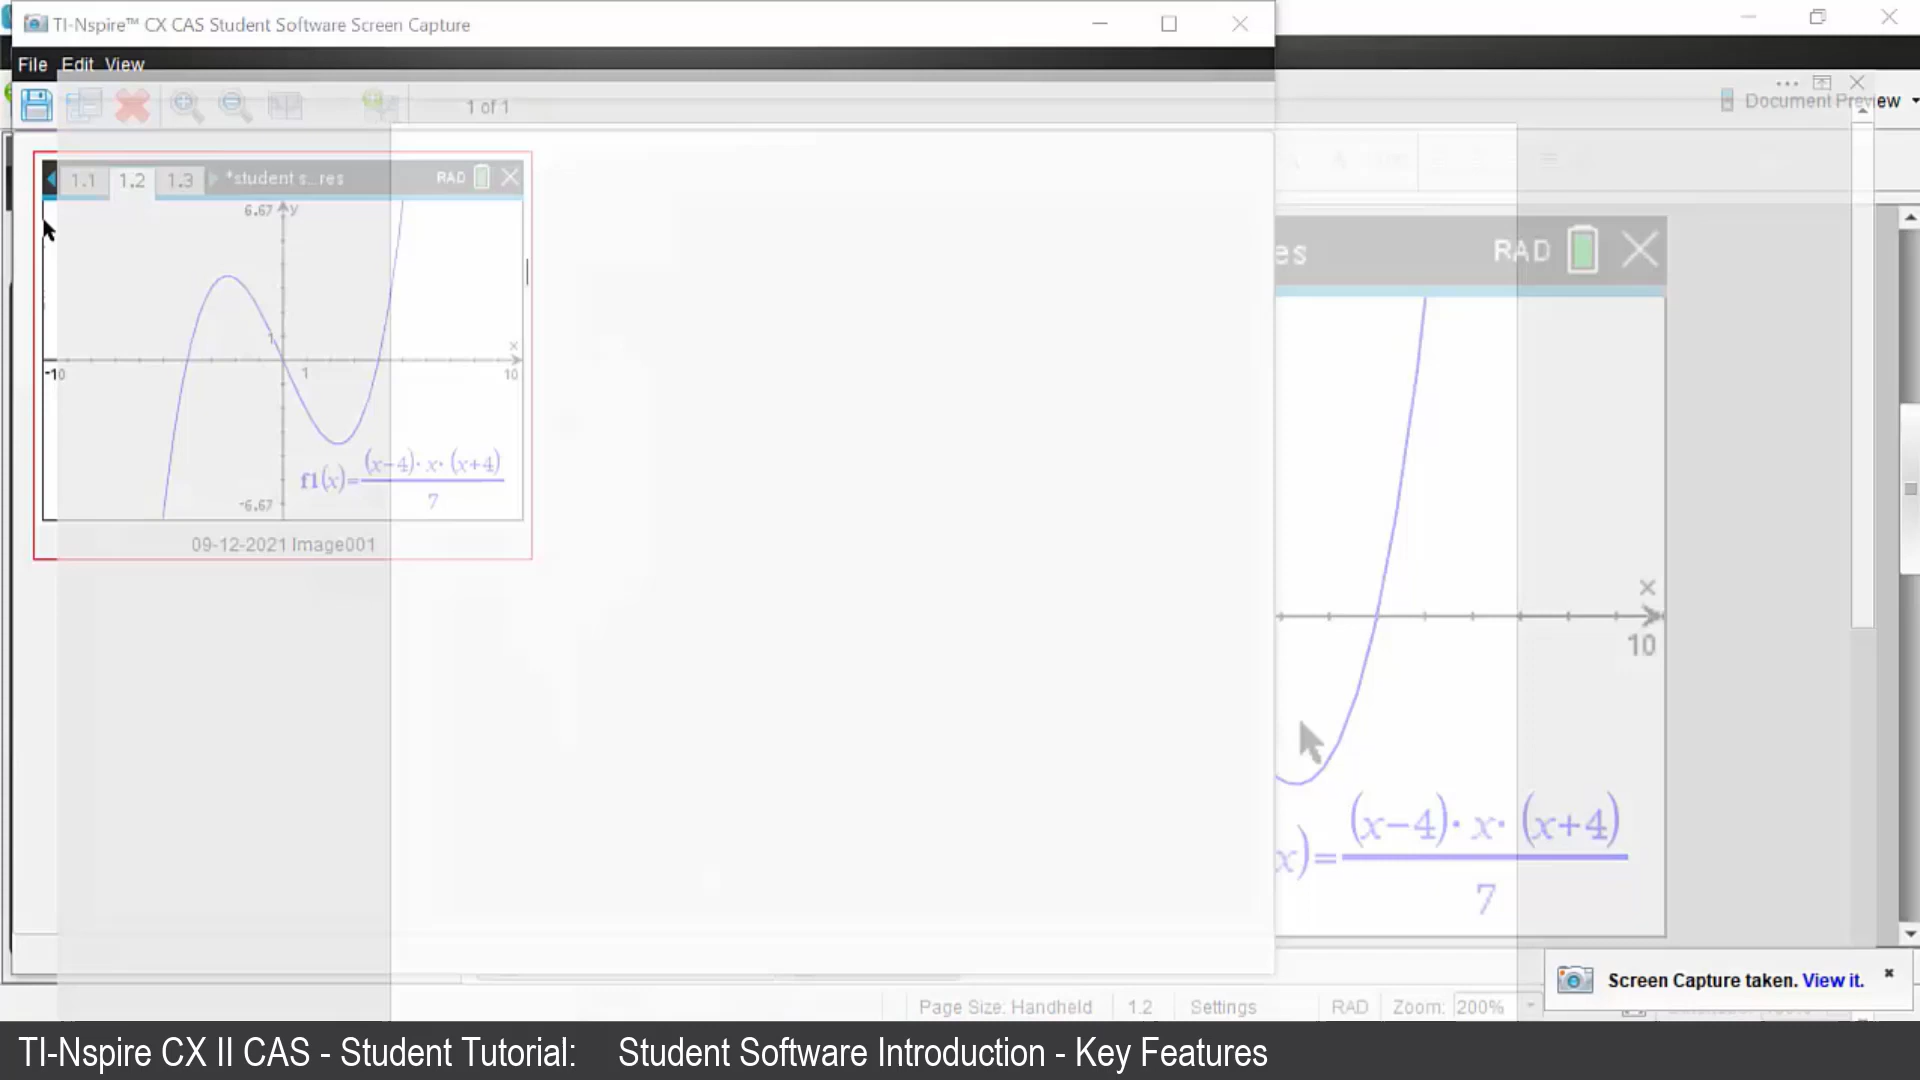 TI-Nspire™ CX CAS Student Software Screen Capture
File Edit View
1 of 1
Document Preview
1.1 1.2 1.3 *student s...res RAD
6.67 y
1
x
-10 1 10
f1(x)=(x-4)·x·(x+4)/7
-6.67
09-12-2021 Image001
es RAD
x
10
x)=(x-4)·x·(x+4)/7
Screen Capture taken. View it.
Page Size: Handheld 1.2 Settings RAD Zoom: 200%
TI-Nspire CX II CAS - Student Tutorial: Student Software Introduction - Key Features